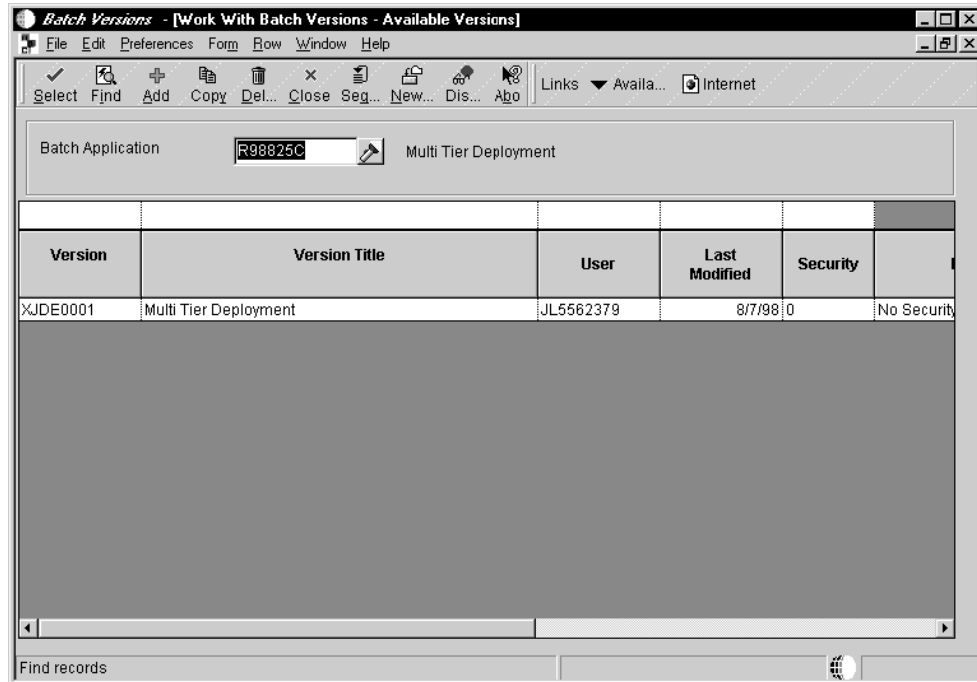 Batch Versions - [Work With Batch Versions - Available Versions]
File Edit Preferences Form Row Window Help
Select Find Add Copy Del... Close Seq... New... Dis... Abo Links Availa... Internet
Batch Application R98825C Multi Tier Deployment
Version Version Title User Last Modified Security
XJDE0001 Multi Tier Deployment JL5562379 8/7/98 0 No Security
Find records